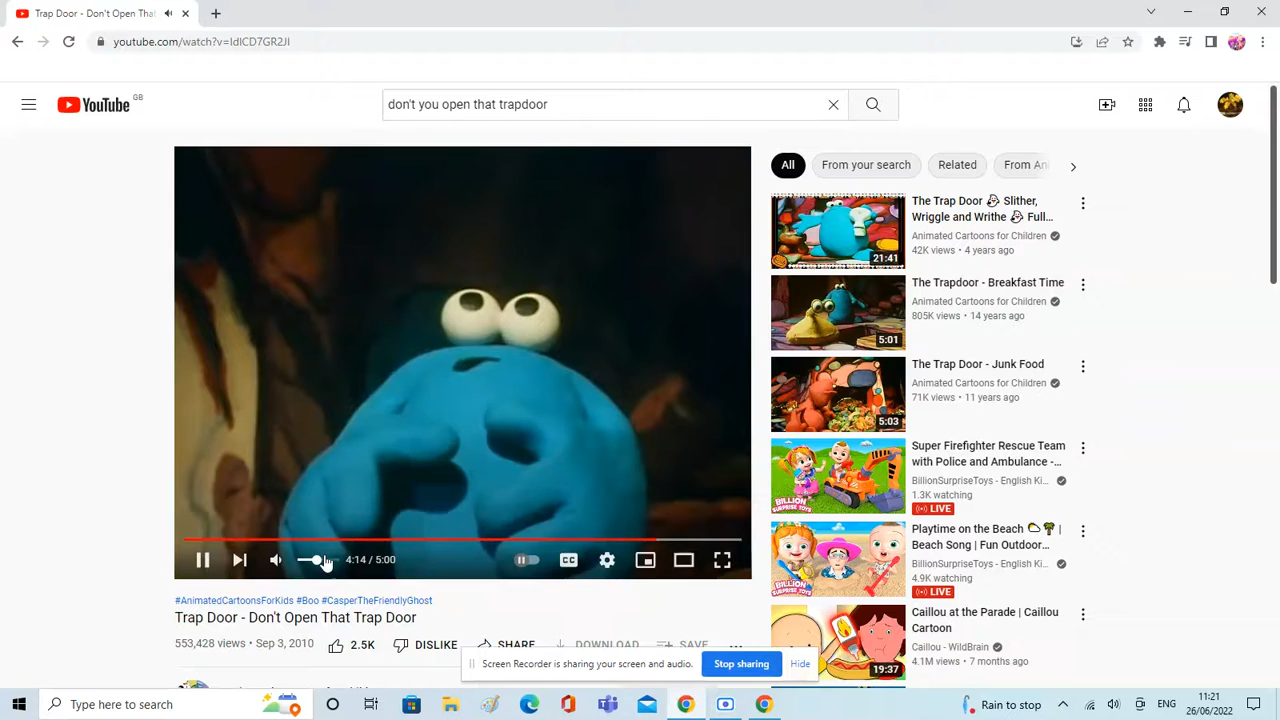 Trap Door - Don't Open That
youtube.com/watch?v=IdlCD7GR2JI
YouTube GB
don't you open that trapdoor
All
From your search
Related
From An
The Trap Door 👻 Slither,
Wriggle and Writhe 👻 Full...
Animated Cartoons for Children
42K views • 4 years ago
21:41
The Trapdoor - Breakfast Time
Animated Cartoons for Children
805K views • 14 years ago
5:01
The Trap Door - Junk Food
Animated Cartoons for Children
71K views • 11 years ago
5:03
Super Firefighter Rescue Team
with Police and Ambulance -...
BillionSurpriseToys - English Ki...
1.3K watching
LIVE
BILLION
SURPRISE
TOYS
Playtime on the Beach 🌤🌴 |
Beach Song | Fun Outdoor...
BillionSurpriseToys - English Ki...
4.9K watching
LIVE
BILLION
SURPRISE
TOYS
Caillou at the Parade | Caillou
Cartoon
Caillou - WildBrain
4.1M views • 7 months ago
19:37
4:14 / 5:00
CC
#AnimatedCartoonsForKids #Boo #CasperTheFriendlyGhost
Trap Door - Don't Open That Trap Door
553,428 views • Sep 3, 2010
2.5K
DISLIKE
SHARE
DOWNLOAD
SAVE
Screen Recorder is sharing your screen and audio.
Stop sharing
Hide
Type here to search
Rain to stop
ENG
11:21
26/06/2022